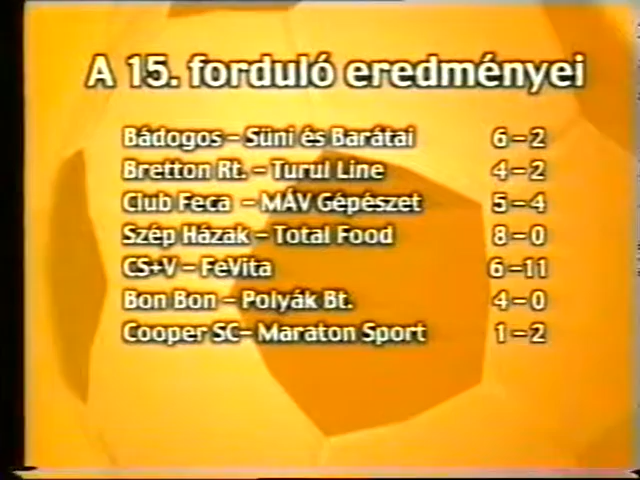 A 15. forduló eredményei
Bádogos – Süni és Barátai 6 – 2
Bretton Rt. – Turul Line 4 – 2
Club Feca – MÁV Gépészet 5 – 4
Szép Házak – Total Food 8 – 0
CS+V – FeVita 6 – 11
Bon Bon – Polyák Bt. 4 – 0
Cooper SC – Maraton Sport 1 – 2